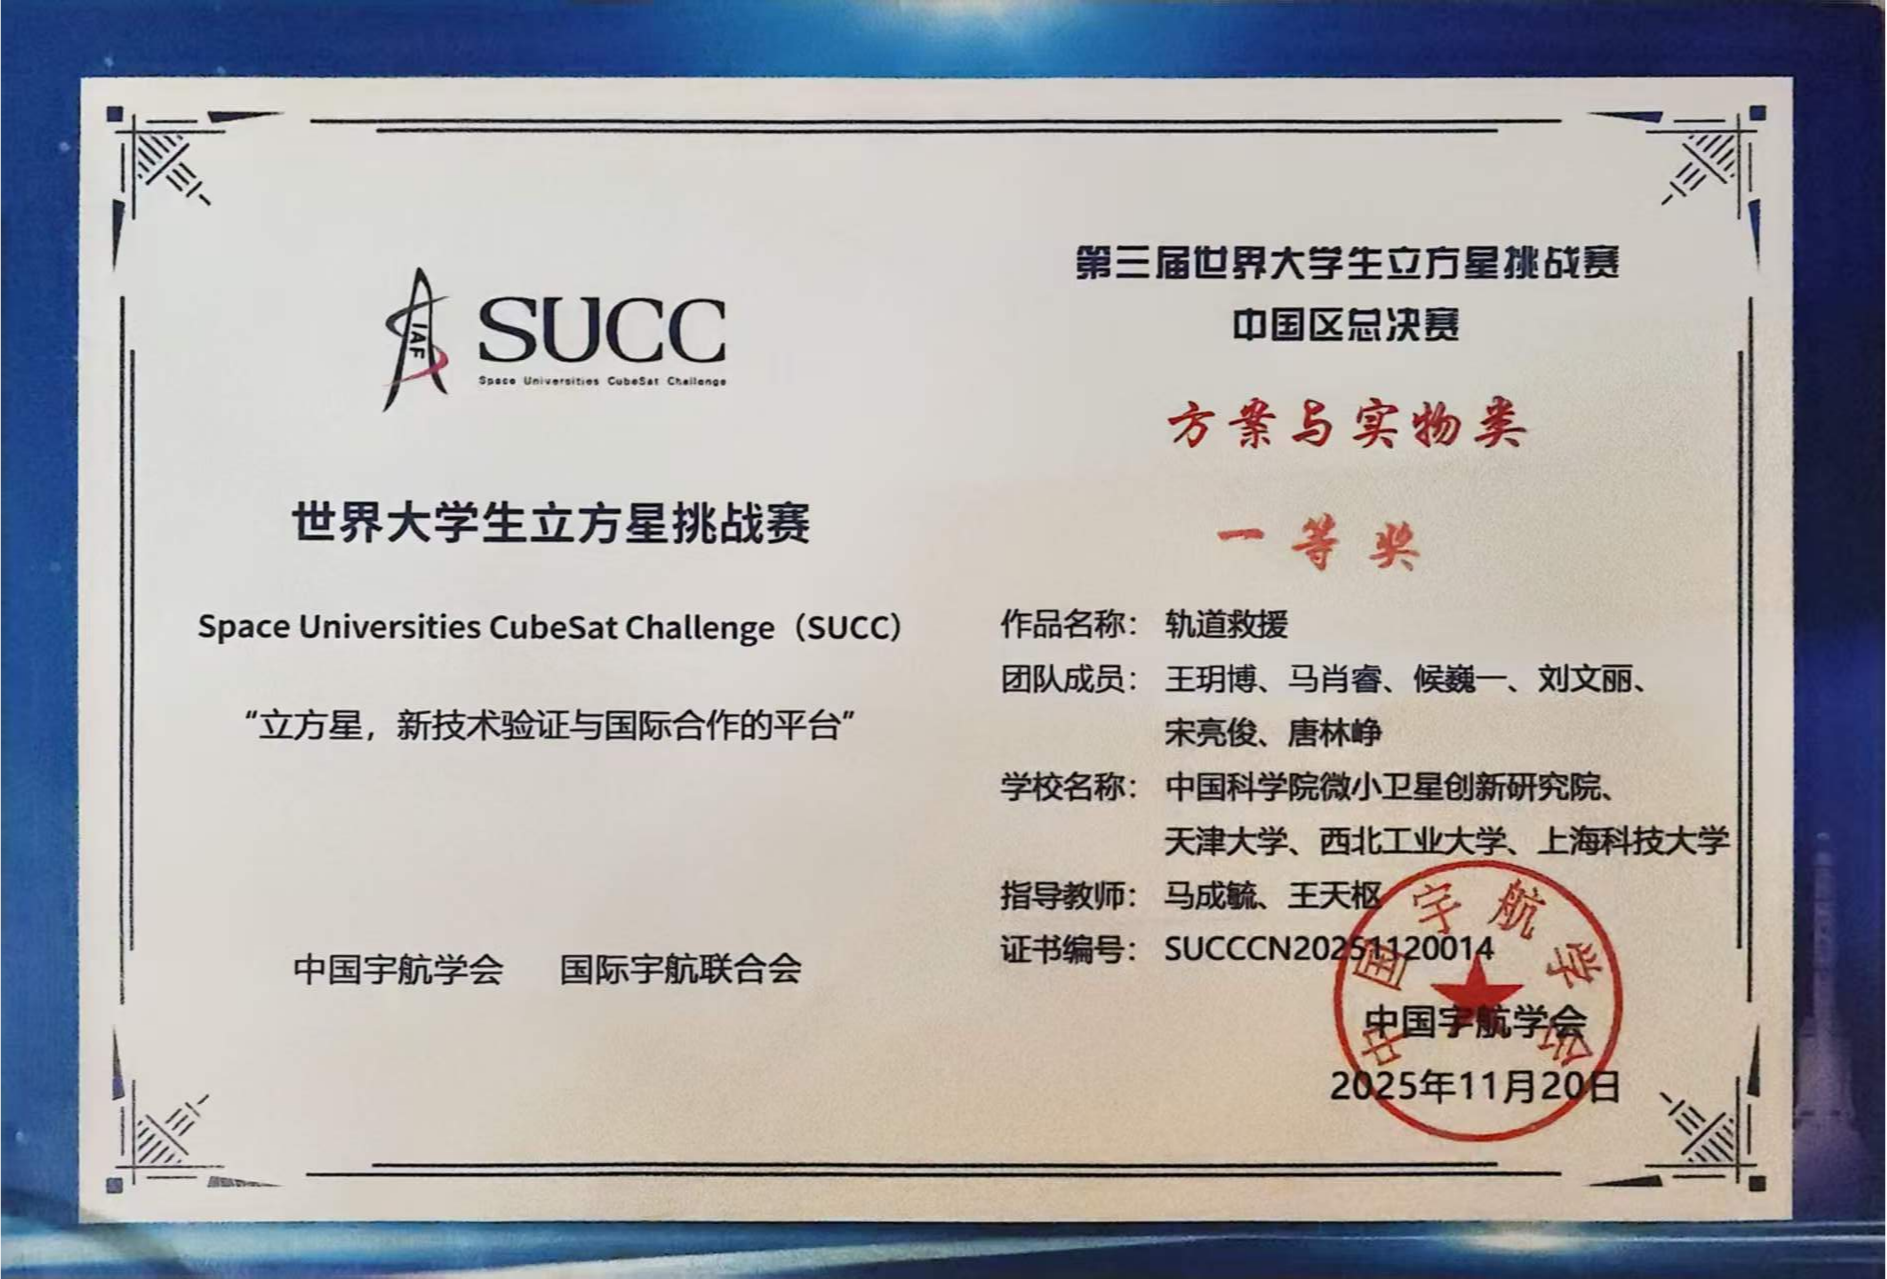 IAF
SUCC
Space Universities CubeSat Challenge
世界大学生立方星挑战赛
Space Universities CubeSat Challenge（SUCC）
“立方星，新技术验证与国际合作的平台”
中国宇航学会 国际宇航联合会
第三届世界大学生立方星挑战赛
中国区总决赛
方案与实物类
一等奖
作品名称： 轨道救援
团队成员： 王玥博、马肖睿、候巍一、刘文丽、
宋亮俊、唐林峥
学校名称： 中国科学院微小卫星创新研究院、
天津大学、西北工业大学、上海科技大学
指导教师： 马成毓、王天枢
证书编号： SUCCCN20251120014
中国宇航学会
2025年11月20日
中国宇航学会